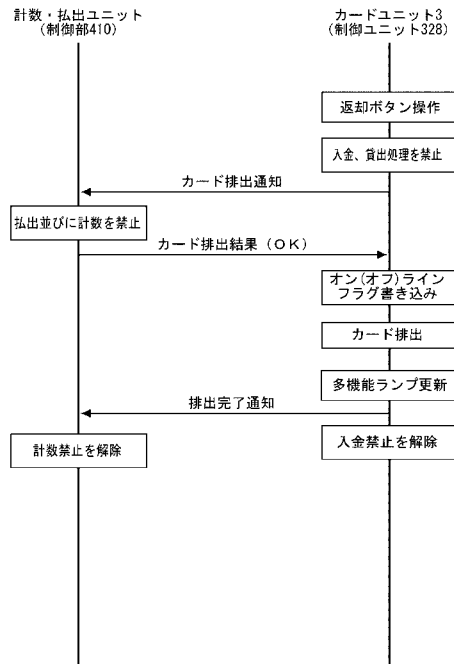 計数・払出ユニット
(制御部410)
カードユニット3
(制御ユニット328)
返却ボタン操作
入金、貸出処理を禁止
カード排出通知
払出並びに計数を禁止
カード排出結果(OK)
オン(オフ)ライン
フラグ書き込み
カード排出
多機能ランプ更新
排出完了通知
計数禁止を解除
入金禁止を解除